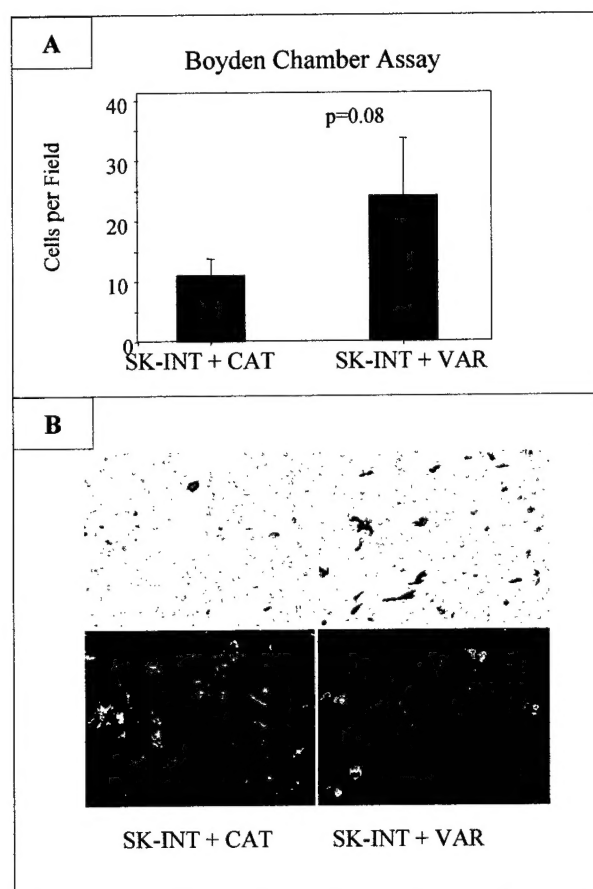 A
Boyden Chamber Assay
p=0.08
Cells per Field
40
30
20
10
0
SK-INT + CAT SK-INT + VAR
B
SK-INT + CAT SK-INT + VAR